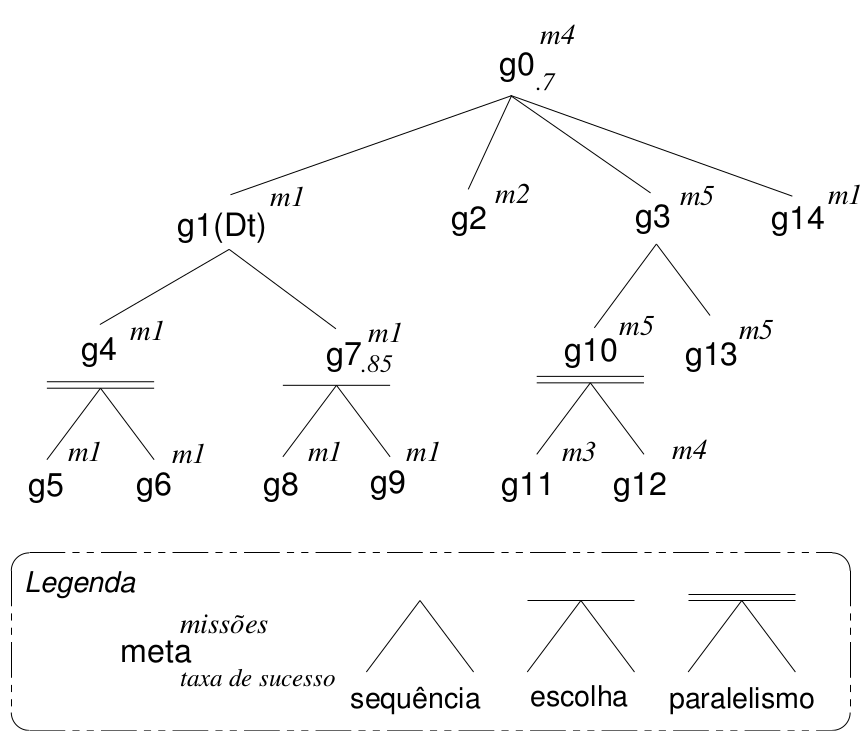 m4
g0
.7
m1
g1(Dt)
g2 m2
g3 m5
g14 m1
g4 m1
g7 m1
.85
g10 m5
g13 m5
g5 m1
g6 m1
g8 m1
g9 m1
g11 m3
g12 m4
Legenda
missões
meta
taxa de sucesso
sequência
escolha
paralelismo